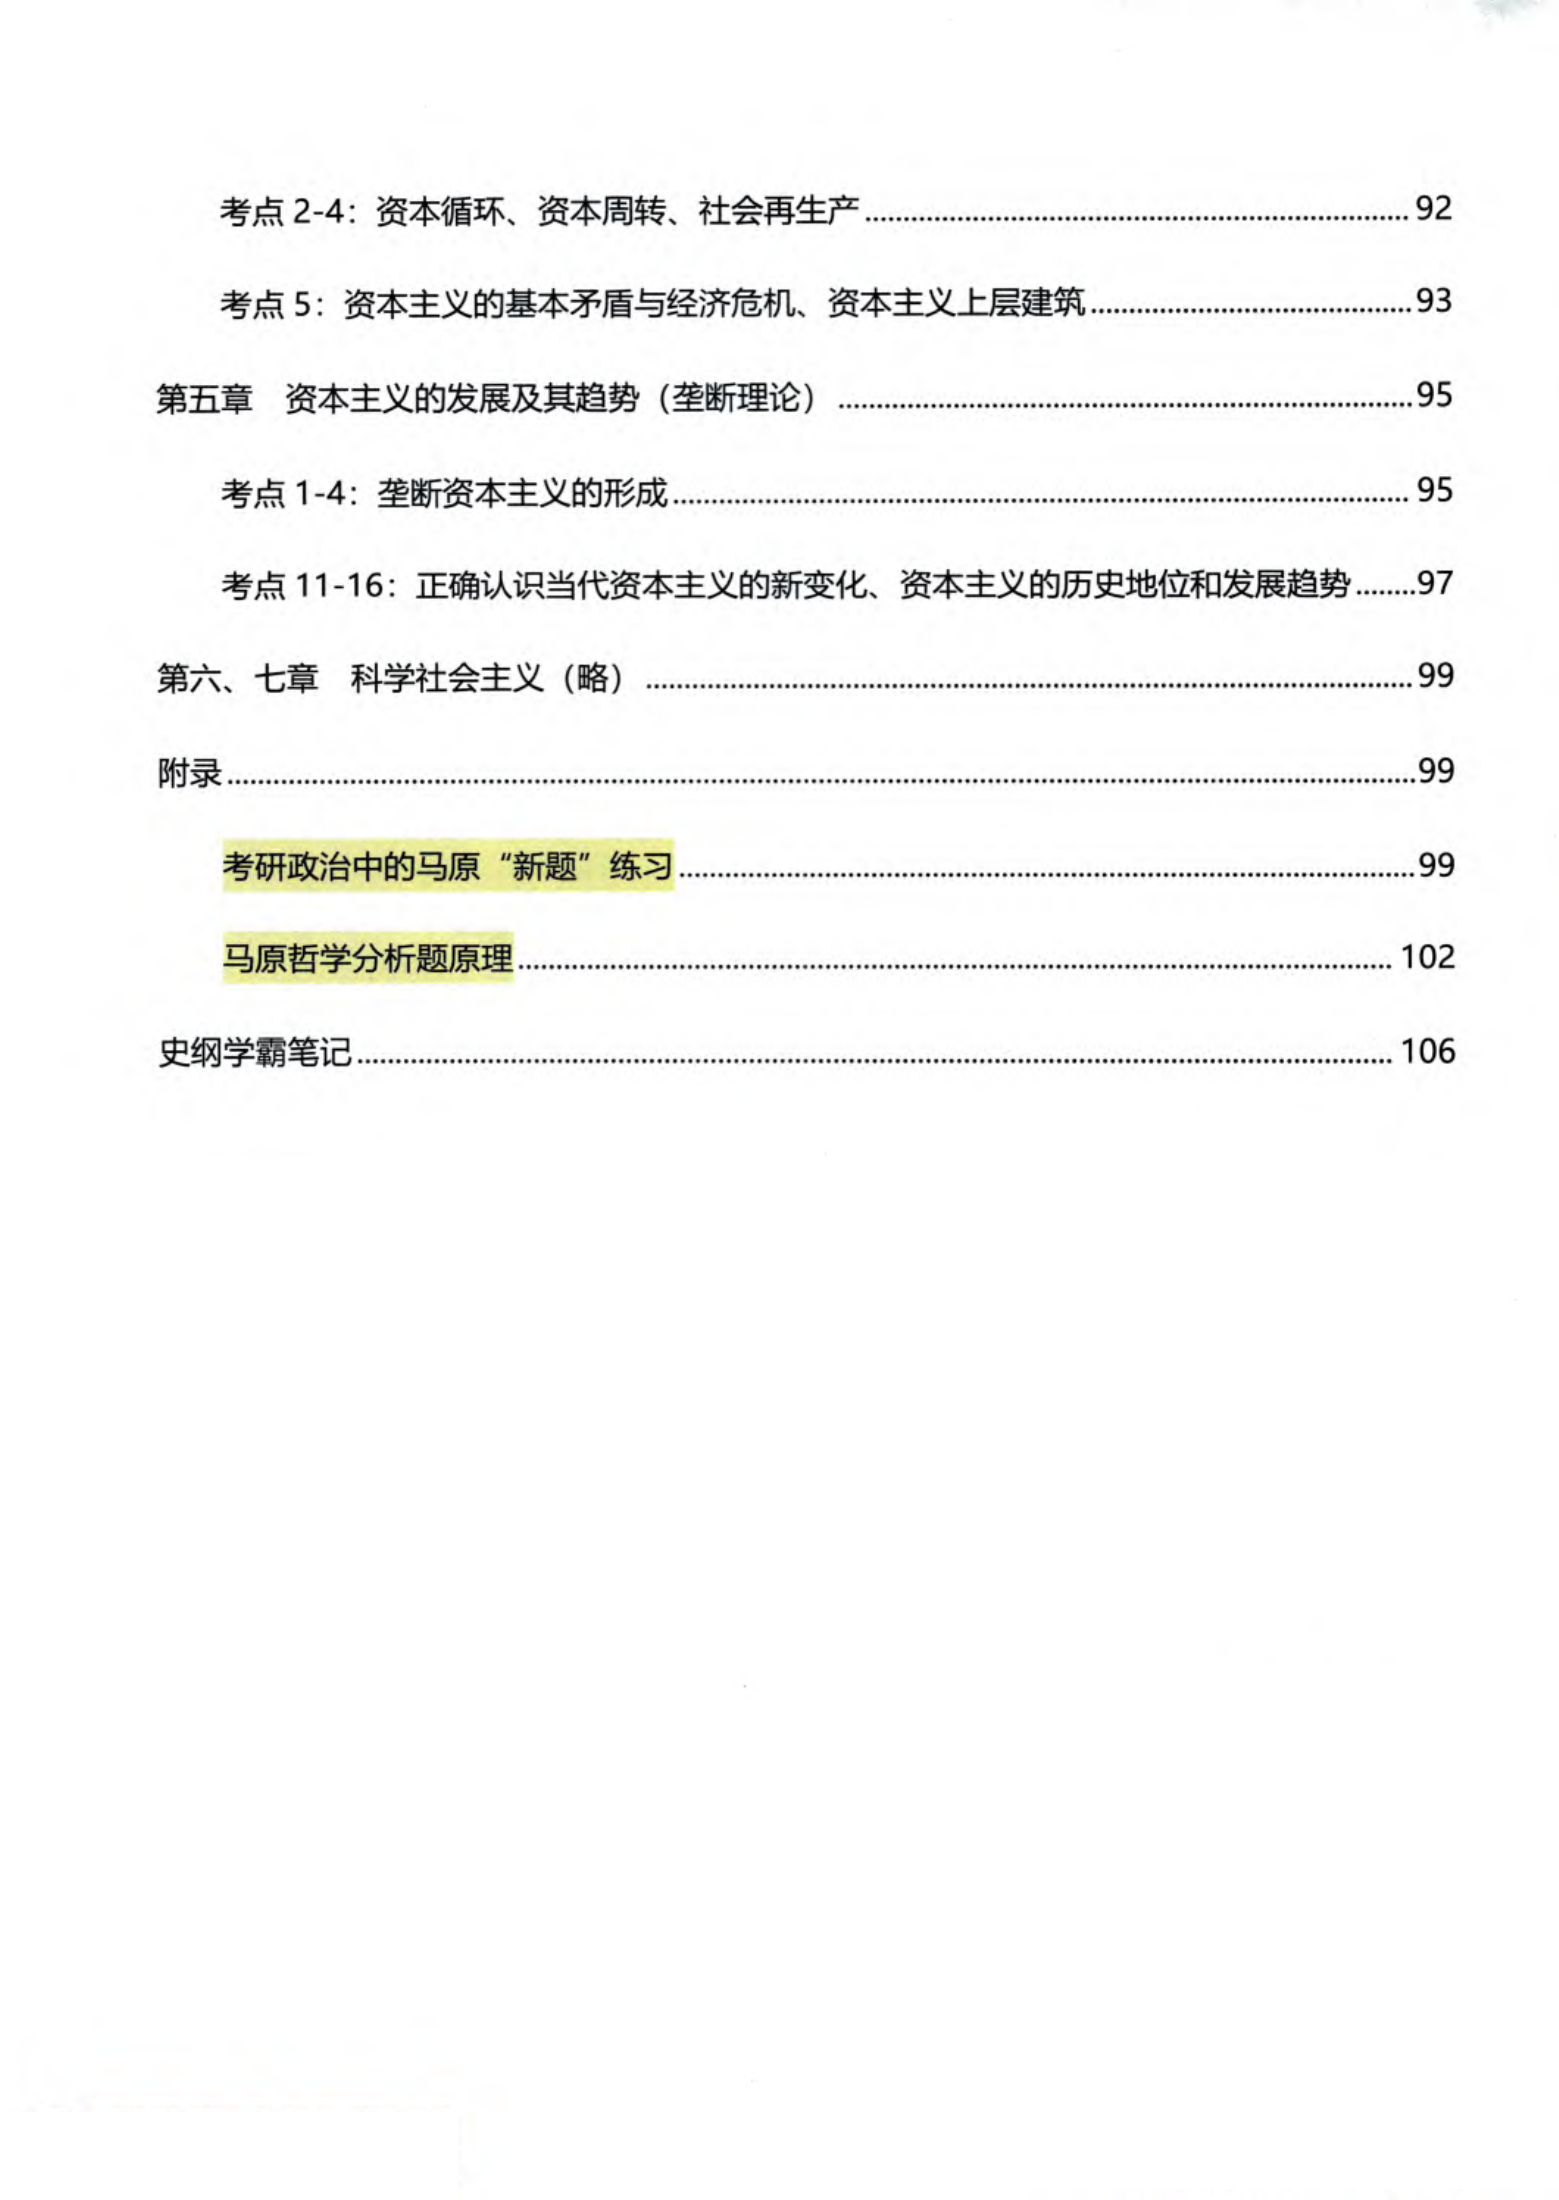 考点 2-4：资本循环、资本周转、社会再生产........................................92
考点 5：资本主义的基本矛盾与经济危机、资本主义上层建筑........................................93
第五章　资本主义的发展及其趋势（垄断理论）........................................95
考点 1-4：垄断资本主义的形成........................................95
考点 11-16：正确认识当代资本主义的新变化、资本主义的历史地位和发展趋势........97
第六、七章　科学社会主义（略）........................................99
附录........................................99
考研政治中的马原“新题”练习........................................99
马原哲学分析题原理........................................102
史纲学霸笔记........................................106